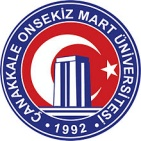 ÇANAKKALE ONSEKİZ MART ÜNİVERSİTESİ
• 1992 •